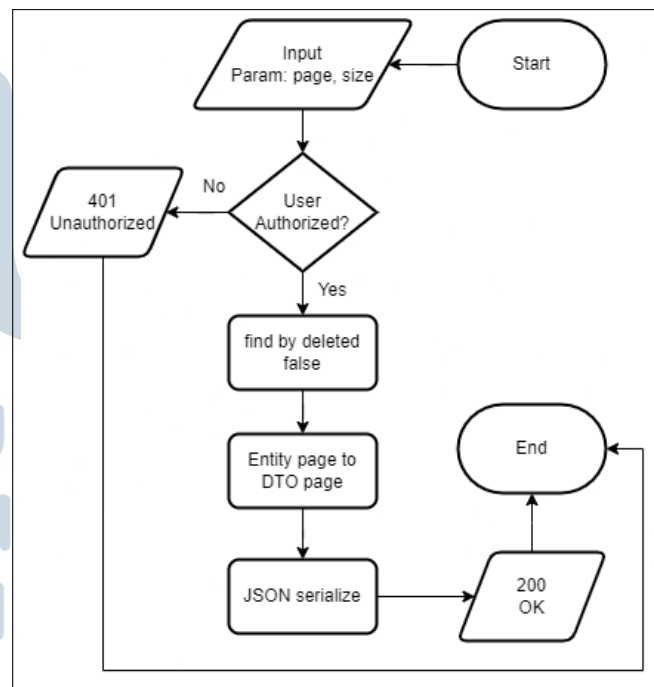 Start
Input
Param: page, size
User
Authorized?
No
401
Unauthorized
Yes
find by deleted
false
Entity page to
DTO page
JSON serialize
200
OK
End